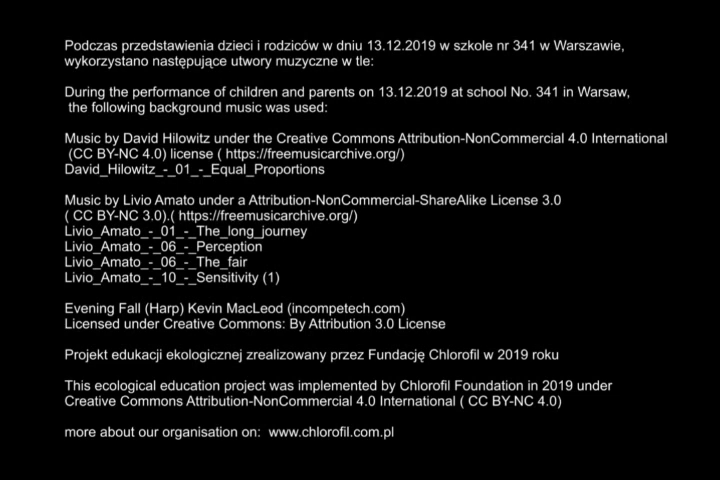 Podczas przedstawienia dzieci i rodziców w dniu 13.12.2019 w szkole nr 341 w Warszawie,
wykorzystano następujące utwory muzyczne w tle:
During the performance of children and parents on 13.12.2019 at school No. 341 in Warsaw,
the following background music was used:
Music by David Hilowitz under the Creative Commons Attribution-NonCommercial 4.0 International
(CC BY-NC 4.0) license ( https://freemusicarchive.org/)
David_Hilowitz_-_01_-_Equal_Proportions
Music by Livio Amato under a Attribution-NonCommercial-ShareAlike License 3.0
( CC BY-NC 3.0).( https://freemusicarchive.org/)
Livio_Amato_-_01_-_The_long_journey
Livio_Amato_-_06_-_Perception
Livio_Amato_-_06_-_The_fair
Livio_Amato_-_10_-_Sensitivity (1)
Evening Fall (Harp) Kevin MacLeod (incompetech.com)
Licensed under Creative Commons: By Attribution 3.0 License
Projekt edukacji ekologicznej zrealizowany przez Fundację Chlorofil w 2019 roku
This ecological education project was implemented by Chlorofil Foundation in 2019 under
Creative Commons Attribution-NonCommercial 4.0 International ( CC BY-NC 4.0)
more about our organisation on:  www.chlorofil.com.pl